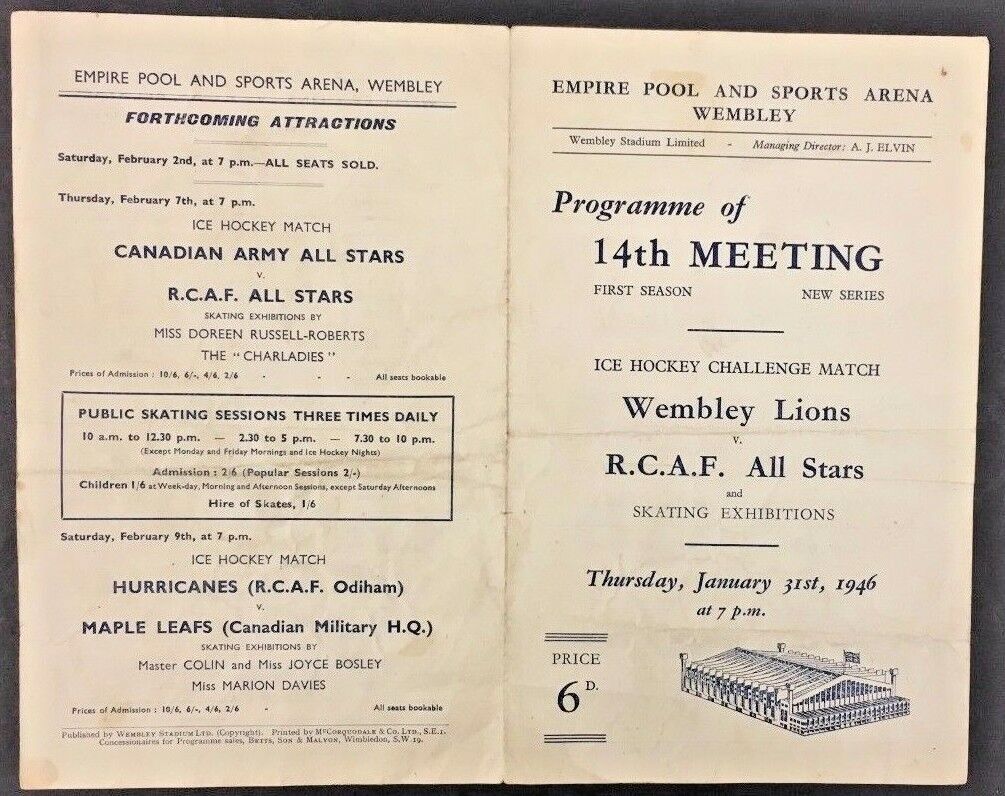 EMPIRE POOL AND SPORTS ARENA, WEMBLEY
FORTHCOMING ATTRACTIONS
Saturday, February 2nd, at 7 p.m.—ALL SEATS SOLD.
Thursday, February 7th, at 7 p.m.
ICE HOCKEY MATCH
CANADIAN ARMY ALL STARS
v.
R.C.A.F. ALL STARS
SKATING EXHIBITIONS BY
MISS DOREEN RUSSELL-ROBERTS
THE "CHARLADIES"
Prices of Admission : 10/6, 6/-, 4/6, 2/6 - - - All seats bookable
PUBLIC SKATING SESSIONS THREE TIMES DAILY
10 a.m. to 12.30 p.m. — 2.30 to 5 p.m. — 7.30 to 10 p.m.
(Except Monday and Friday Mornings and Ice Hockey Nights)
Admission : 2/6 (Popular Sessions 2/-)
Children 1/6 at Week-day, Morning and Afternoon Sessions, except Saturday Afternoons
Hire of Skates, 1/6
Saturday, February 9th, at 7 p.m.
ICE HOCKEY MATCH
HURRICANES (R.C.A.F. Odiham)
v.
MAPLE LEAFS (Canadian Military H.Q.)
SKATING EXHIBITIONS BY
Master COLIN and Miss JOYCE BOSLEY
Miss MARION DAVIES
Prices of Admission : 10/6, 6/-, 4/6, 2/6 - All seats bookable
Published by WEMBLEY STADIUM LTD. (Copyright). Printed by McCORQUODALE & CO. LTD., S.E.1.
Concessionaires for Programme sales, BETTS, SON & MALYON, Wimbledon, S.W.19.
EMPIRE POOL AND SPORTS ARENA
WEMBLEY
Wembley Stadium Limited - Managing Director: A. J. ELVIN
Programme of
14th MEETING
FIRST SEASON NEW SERIES
ICE HOCKEY CHALLENGE MATCH
Wembley Lions
v.
R.C.A.F. All Stars
and
SKATING EXHIBITIONS
Thursday, January 31st, 1946
at 7 p.m.
PRICE
6D.